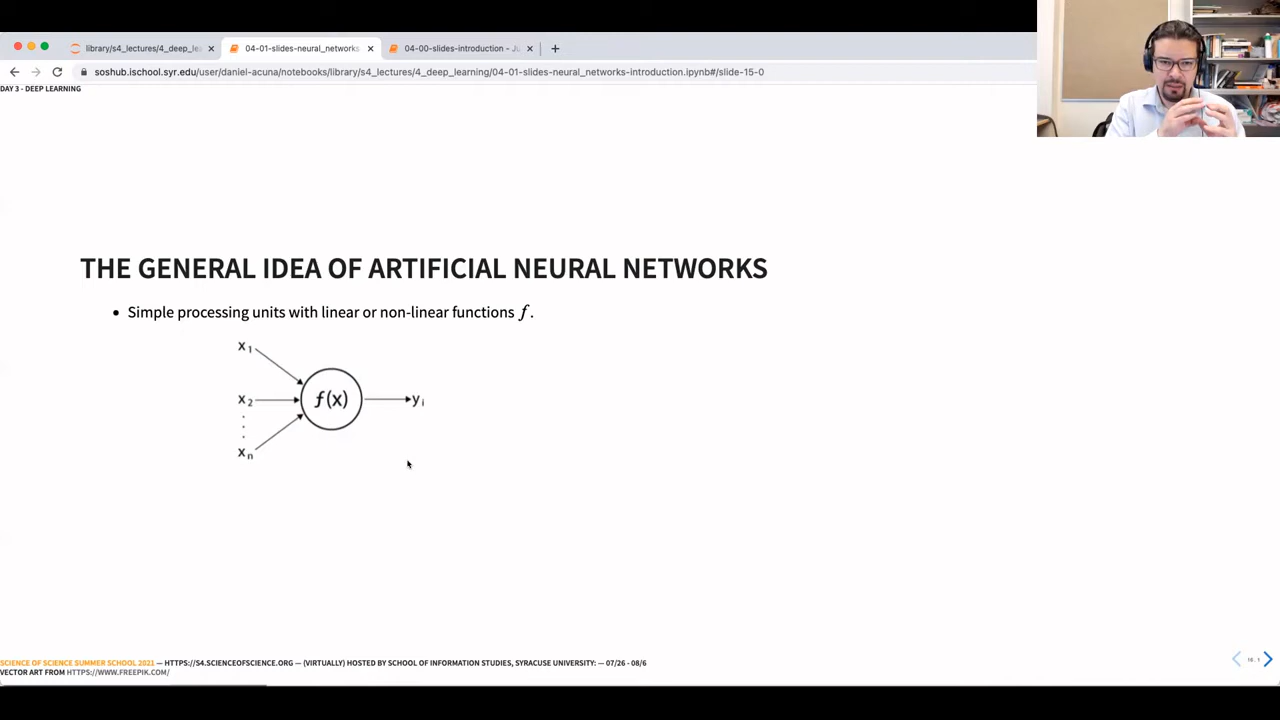 library/s4_lectures/4_deep_le
04-01-slides-neural_networks
04-00-slides-introduction - Ju
soshub.ischool.syr.edu/user/daniel-acuna/notebooks/library/s4_lectures/4_deep_learning/04-01-slides-neural_networks-introduction.ipynb#/slide-15-0
DAY 3 - DEEP LEARNING
THE GENERAL IDEA OF ARTIFICIAL NEURAL NETWORKS
• Simple processing units with linear or non-linear functions f.
x1
x2
f(x)
yi
xn
SCIENCE OF SCIENCE SUMMER SCHOOL 2021 — HTTPS://S4.SCIENCEOFSCIENCE.ORG — (VIRTUALLY) HOSTED BY SCHOOL OF INFORMATION STUDIES, SYRACUSE UNIVERSITY: — 07/26 - 08/6
VECTOR ART FROM HTTPS://WWW.FREEPIK.COM/